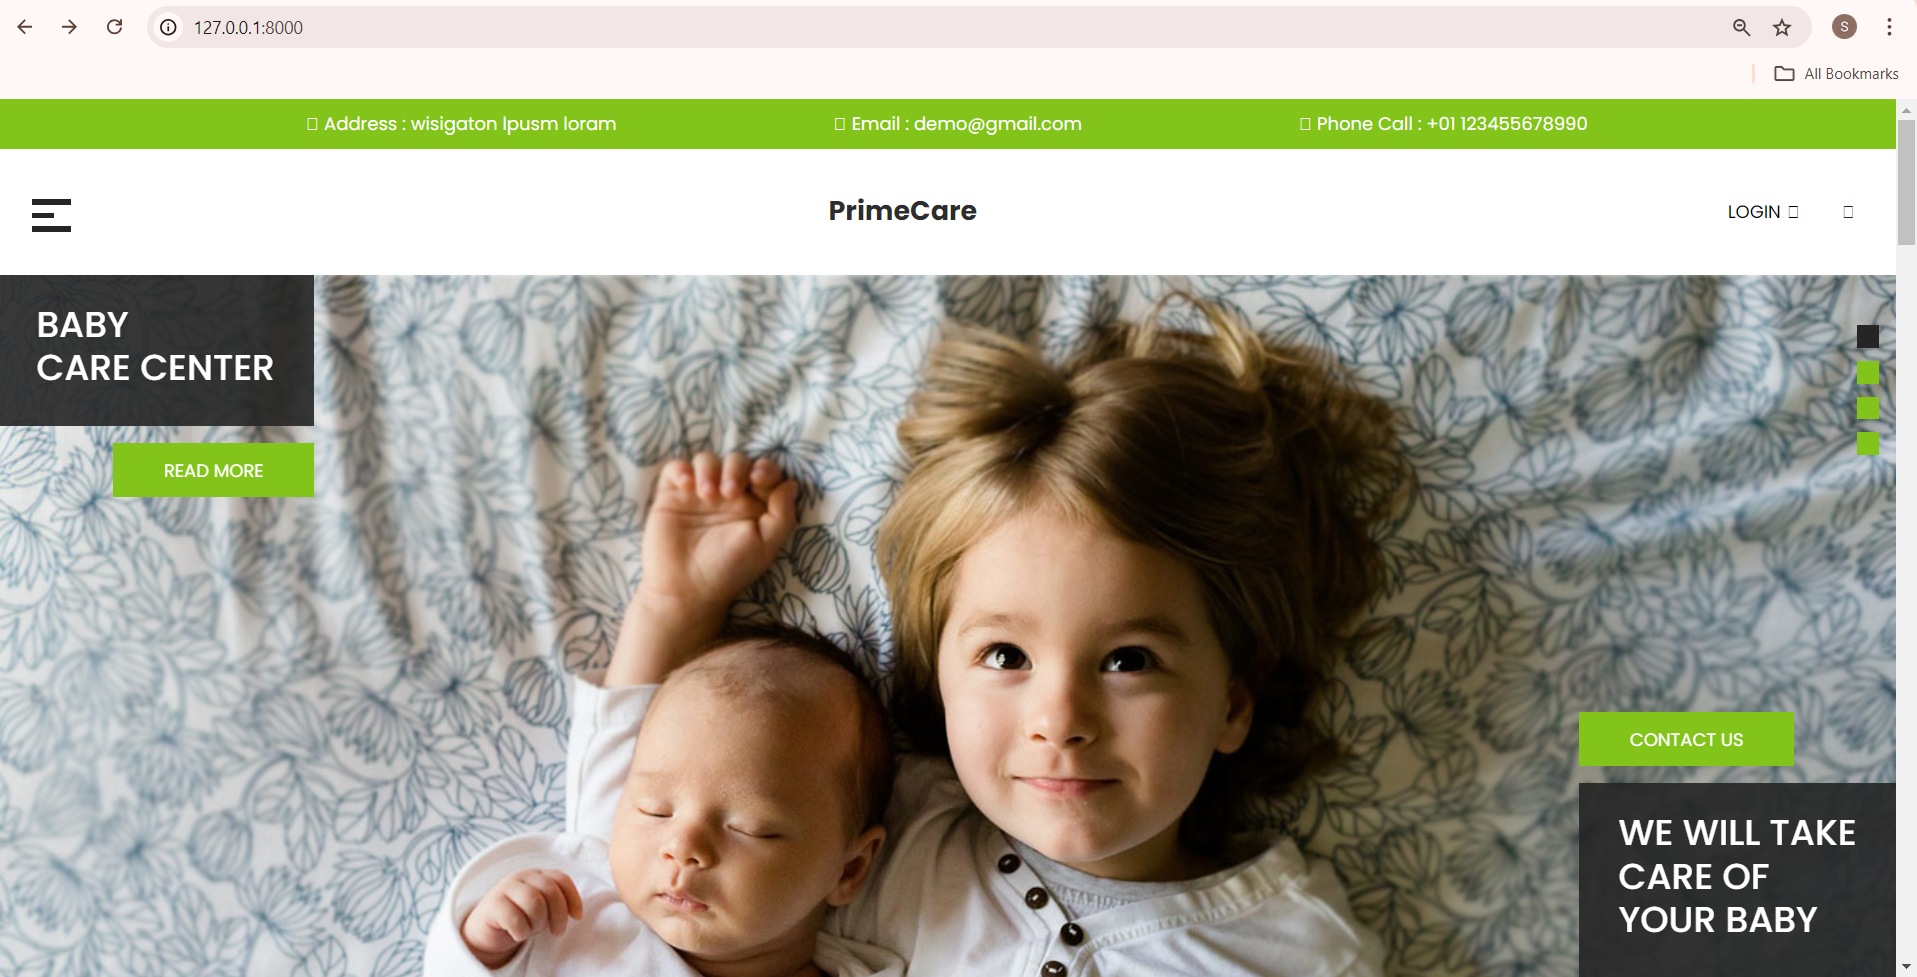 127.0.0.1:8000
S
All Bookmarks
Address : wisigaton Ipusm loram
Email : demo@gmail.com
Phone Call : +01 123455678990
PrimeCare
LOGIN
BABY
CARE CENTER
READ MORE
CONTACT US
WE WILL TAKE
CARE OF
YOUR BABY